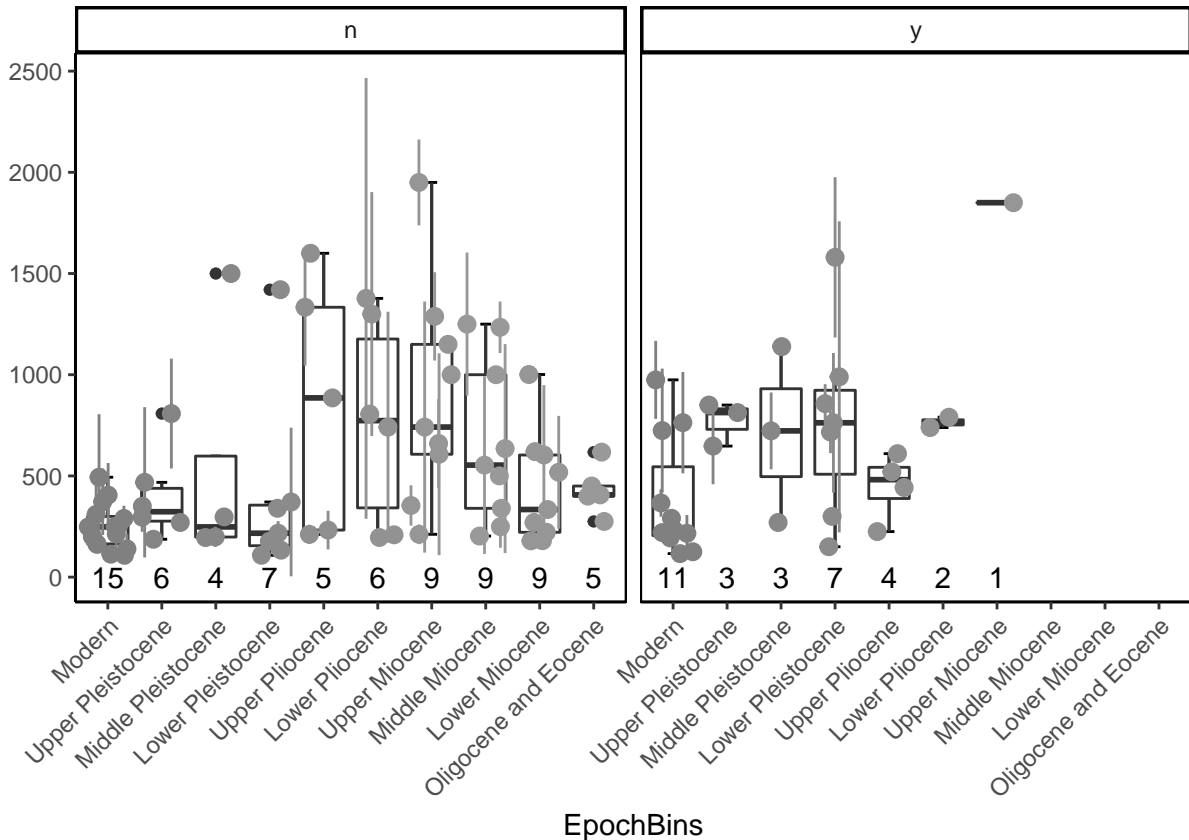 n
y
2500
2000
1500
1000
500
0
15 6 4 7 5 6 9 9 9 5
11 3 3 7 4 2 1
Modern
Upper Pleistocene
Middle Pleistocene
Lower Pleistocene
Upper Pliocene
Lower Pliocene
Upper Miocene
Middle Miocene
Lower Miocene
Oligocene and Eocene
Modern
Upper Pleistocene
Middle Pleistocene
Lower Pleistocene
Upper Pliocene
Lower Pliocene
Upper Miocene
Middle Miocene
Lower Miocene
Oligocene and Eocene
EpochBins